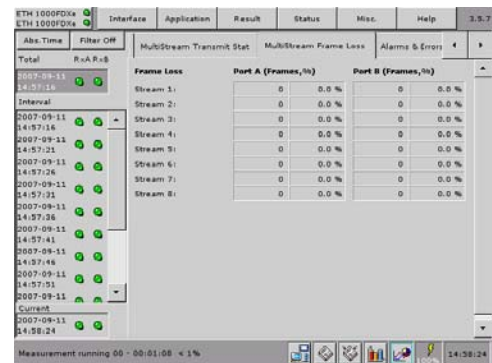 ETH 1000FDXa Interface Application Result Status Misc. Help 3.5.7
ETH 1000FDXa
Abs.Time Filter Off
MultiStream Transmit Stat MultiStream Frame Loss Alarms & Errors
Total RxA RxB
2007-09-11
14:57:16
Interval
2007-09-11
14:57:16
2007-09-11
14:57:21
2007-09-11
14:57:26
2007-09-11
14:57:31
2007-09-11
14:57:36
2007-09-11
14:57:41
2007-09-11
14:57:46
2007-09-11
14:57:51
2007-09-11
Current
2007-09-11
14:58:24
Frame Loss Port A (Frames,%) Port B (Frames,%)
Stream 1: 0 0.0 % 0 0.0 %
Stream 2: 0 0.0 % 0 0.0 %
Stream 3: 0 0.0 % 0 0.0 %
Stream 4: 0 0.0 % 0 0.0 %
Stream 5: 0 0.0 % 0 0.0 %
Stream 6: 0 0.0 % 0 0.0 %
Stream 7: 0 0.0 % 0 0.0 %
Stream 8: 0 0.0 % 0 0.0 %
Measurement running 00 - 00:01:08 < 1% 100% 14:58:24